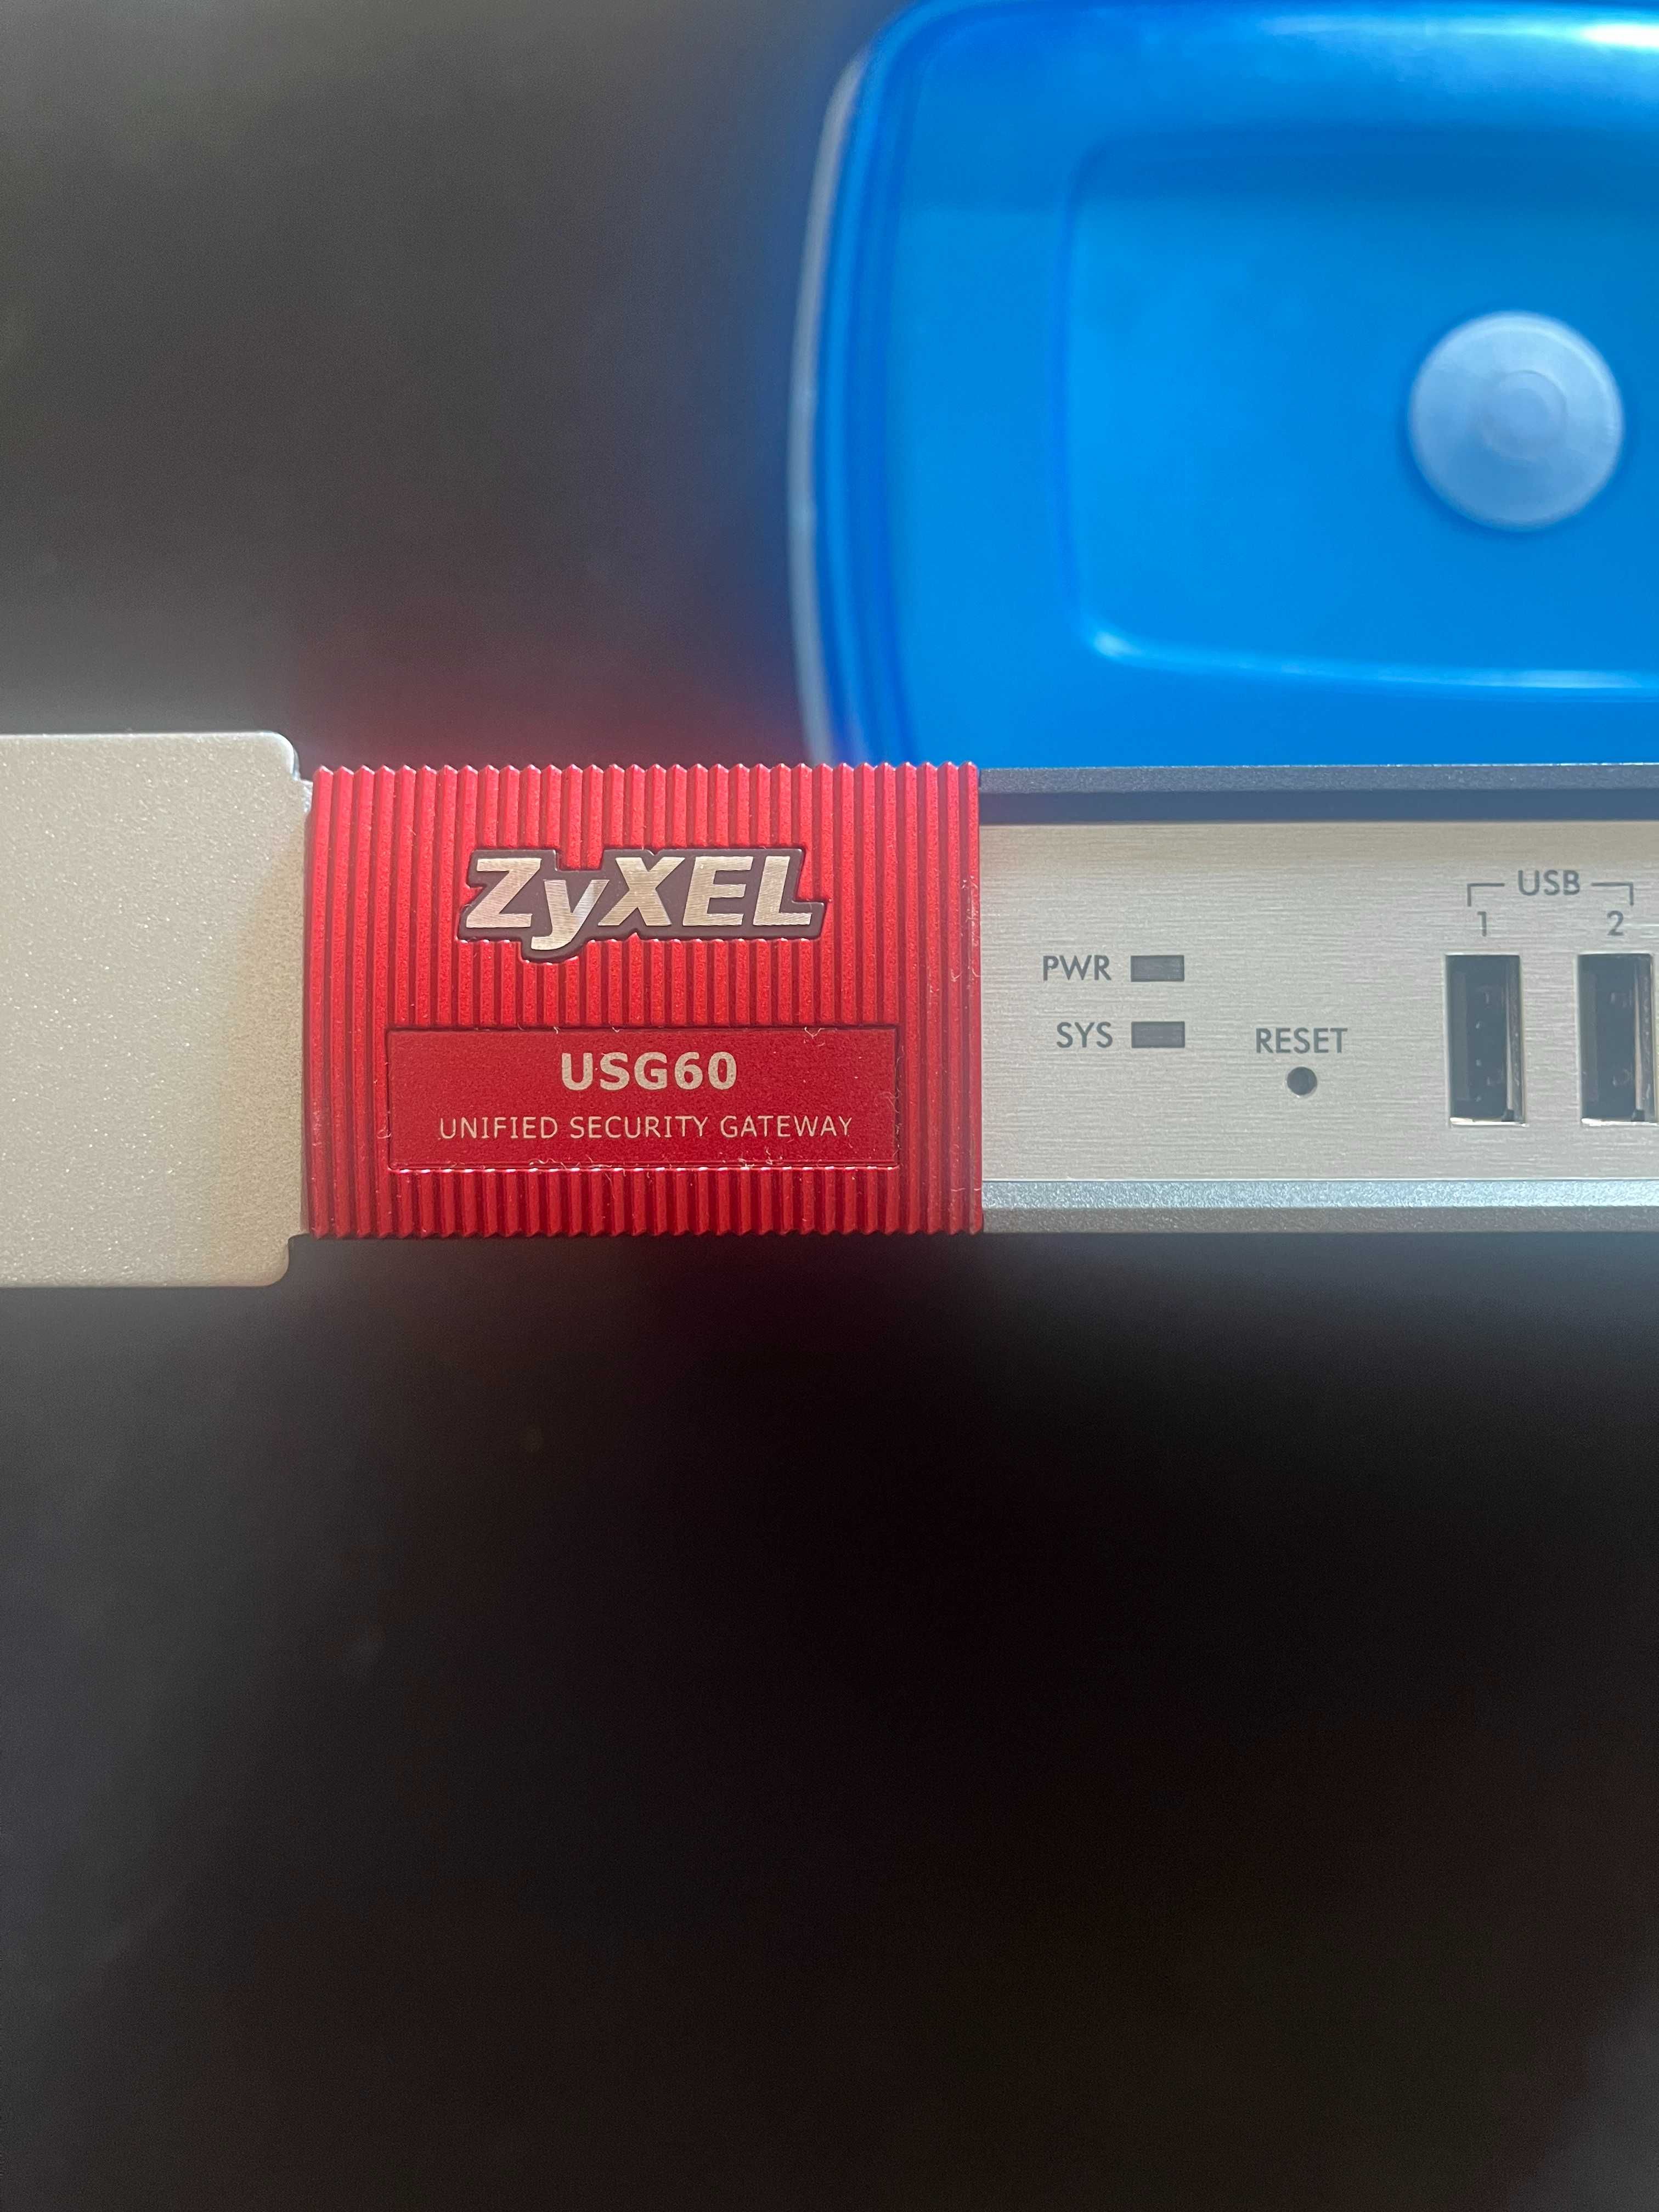 ZyXEL
USG60
UNIFIED SECURITY GATEWAY
PWR
SYS
RESET
USB
1 2